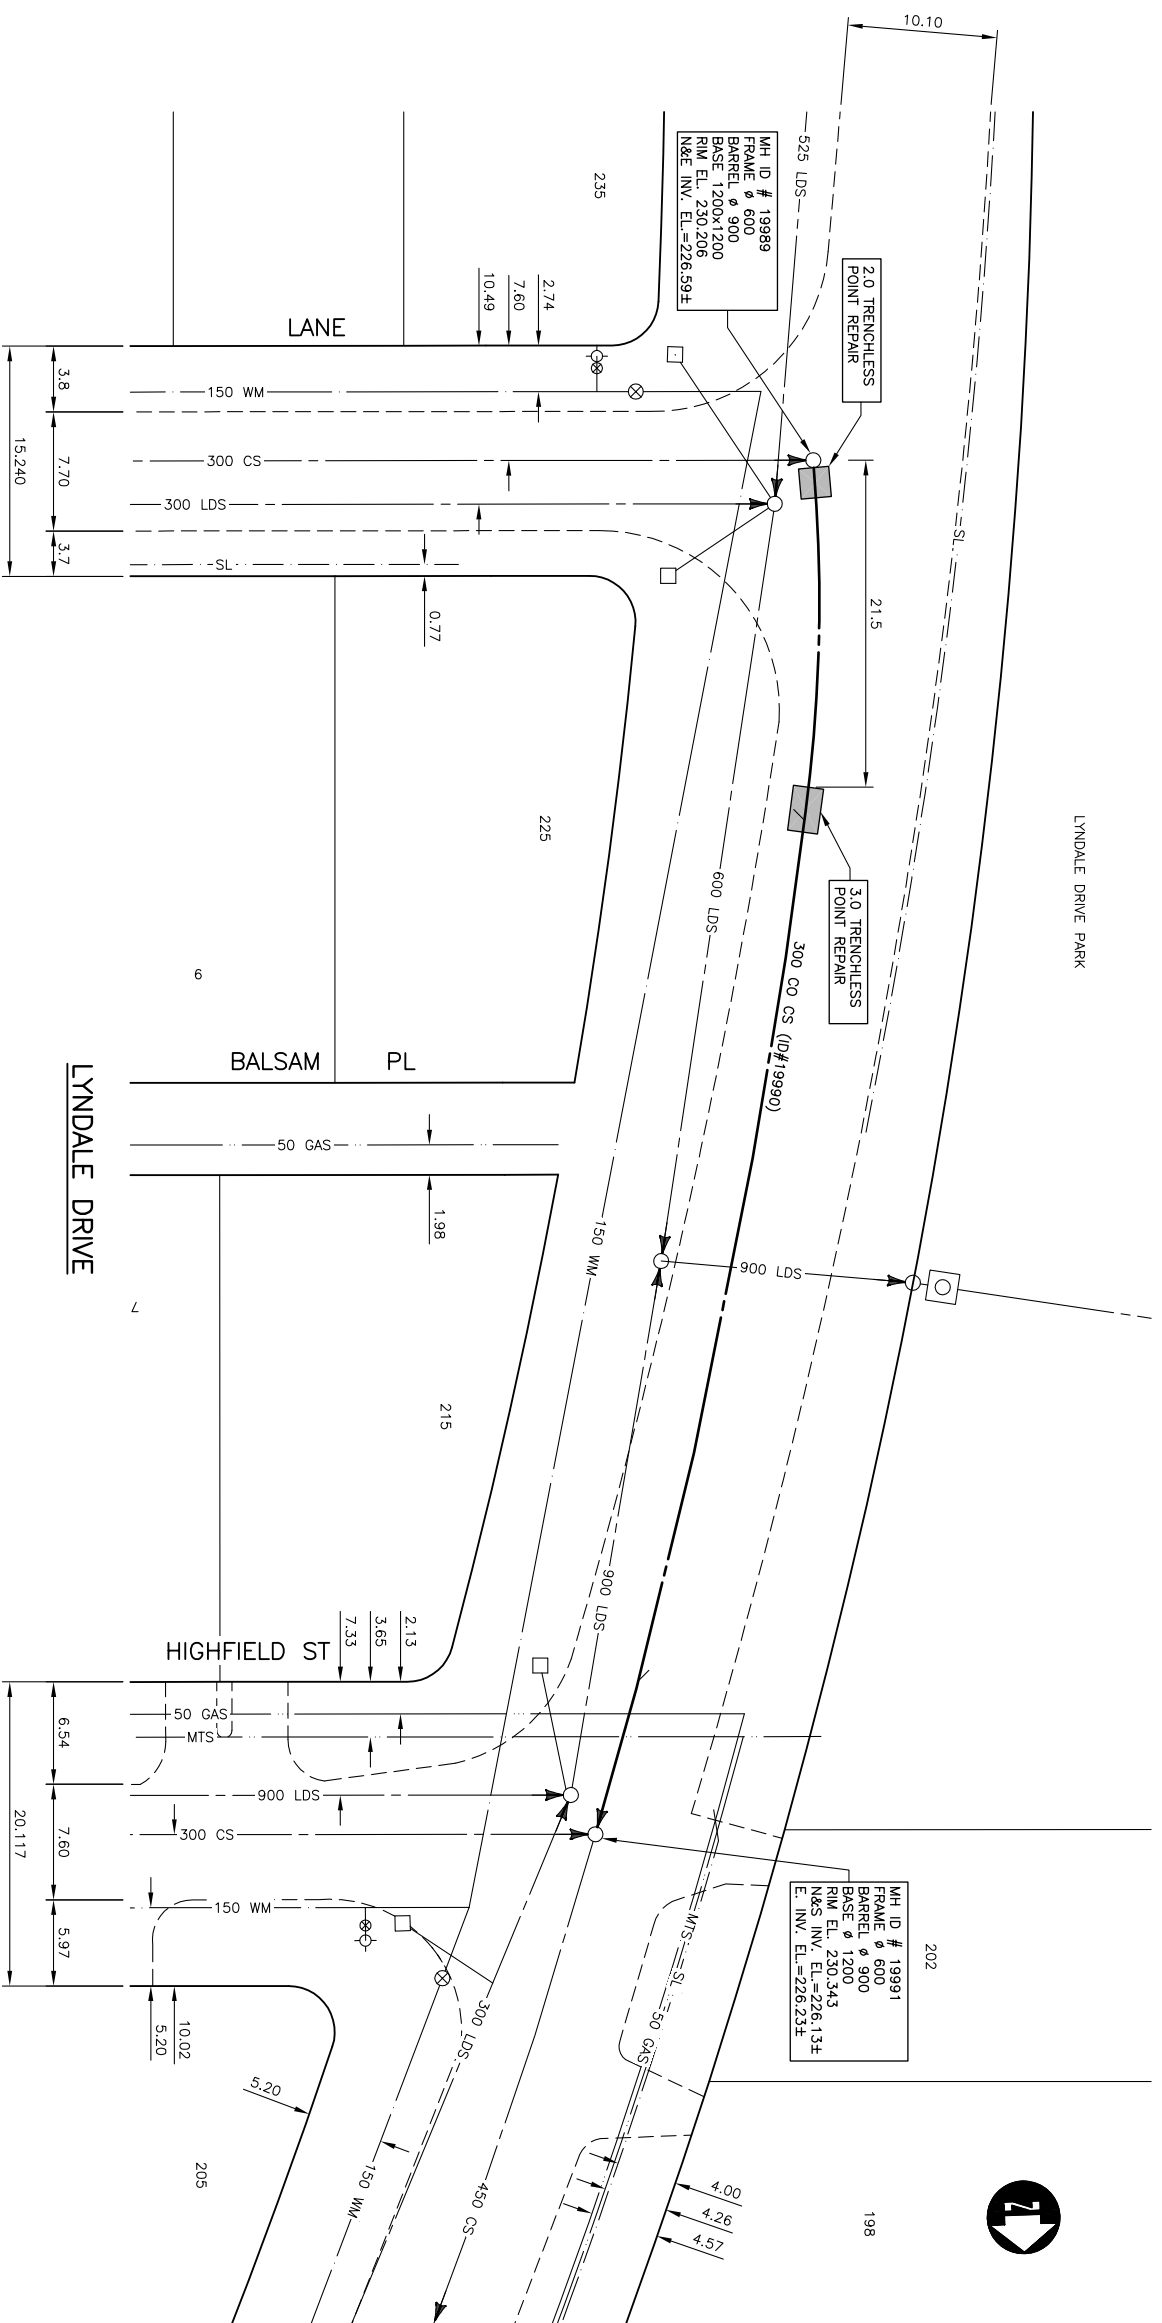 10.10
525 LDS
MH ID # 19989
FRAME ø 600
BARREL ø 900
BASE 1200x1200
RIM EL. 230.206
N&E INV. EL.=226.59±
2.0 TRENCHLESS
POINT REPAIR
235
2.74
7.60
10.49
LANE
3.8
7.70
3.7
15.240
150 WM
300 CS
300 LDS
SL
0.77
SL
21.5
3.0 TRENCHLESS
POINT REPAIR
LYNDALE DRIVE PARK
225
600 LDS
300 CO CS (ID#19990)
6
BALSAM PL
LYNDALE DRIVE
50 GAS
1.98
150 WM
900 LDS
7
215
900 LDS
HIGHFIELD ST
2.13
3.65
7.33
6.54
7.60
5.97
20.117
50 GAS
MTS
900 LDS
300 CS
150 WM
MH ID # 19991
FRAME ø 600
BARREL ø 900
BASE ø 1200
RIM EL. 230.343
N&S INV. EL.=226.13±
E. INV. EL.=226.23±
202
MTS
SL
50 GAS
300 LDS
10.02
5.20
5.20
205
150 WM
450 CS
4.00
4.26
4.57
198
N